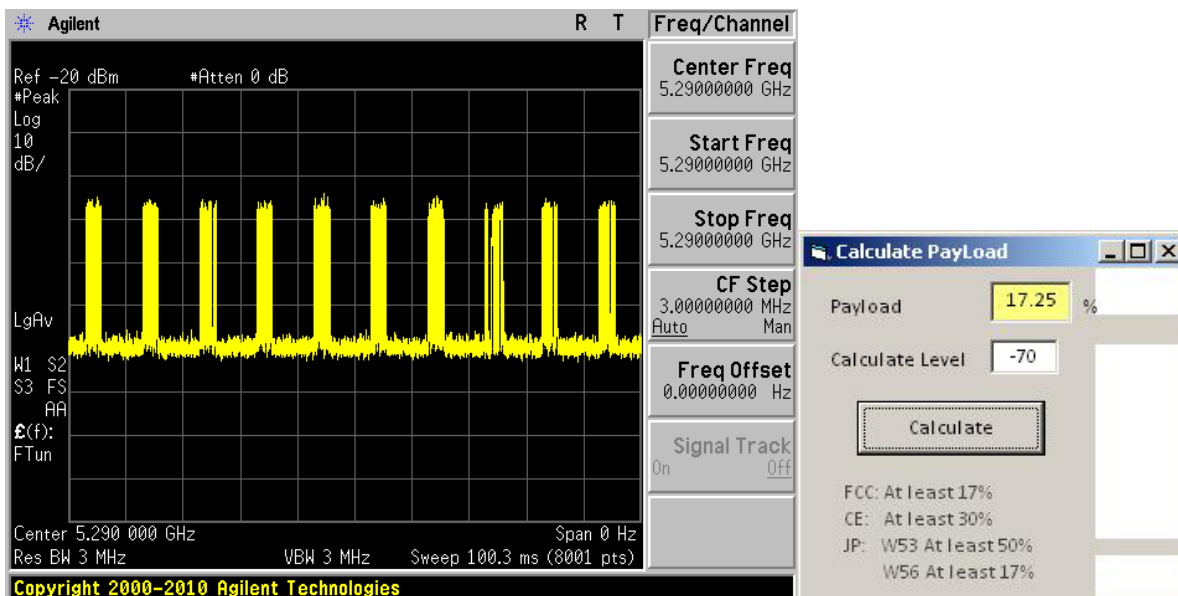 Agilent
R T
Ref -20 dBm #Atten 0 dB
#Peak
Log
10
dB/
LgAv
W1 S2
S3 FS
AA
£(f):
FTun
Center 5.290 000 GHz Span 0 Hz
Res BW 3 MHz VBW 3 MHz Sweep 100.3 ms (8001 pts)
Copyright 2000-2010 Agilent Technologies
Freq/Channel
Center Freq
5.29000000 GHz
Start Freq
5.29000000 GHz
Stop Freq
5.29000000 GHz
CF Step
3.00000000 MHz
Auto Man
Freq Offset
0.00000000 Hz
Signal Track
On Off
Calculate PayLoad
Payload 17.25 %
Calculate Level -70
Calculate
FCC: At least 17%
CE: At least 30%
JP: W53 At least 50%
W56 At least 17%